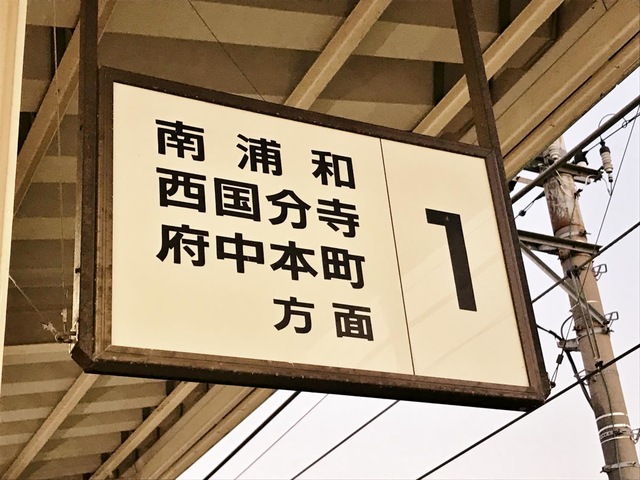 南浦和
西国分寺
府中本町
方面
1